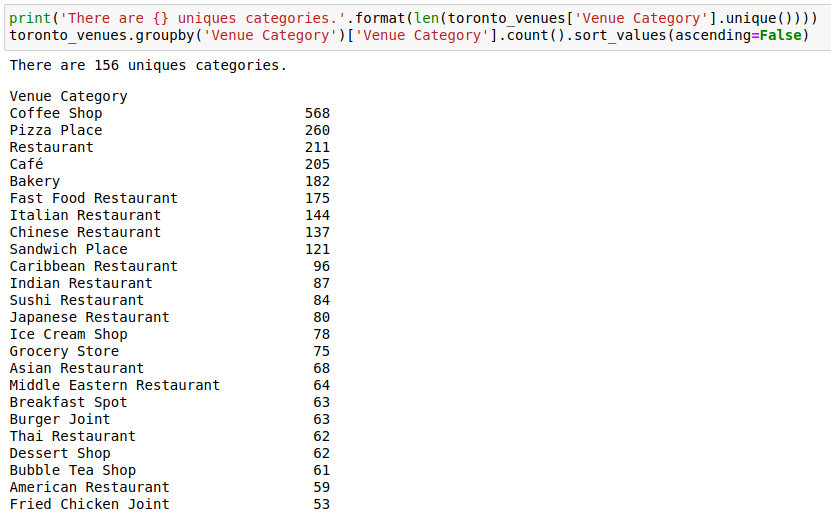 print('There are {} uniques categories.'.format(len(toronto_venues['Venue Category'].unique())))
toronto_venues.groupby('Venue Category')['Venue Category'].count().sort_values(ascending=False)
There are 156 uniques categories.
Venue Category
Coffee Shop 568
Pizza Place 260
Restaurant 211
Café 205
Bakery 182
Fast Food Restaurant 175
Italian Restaurant 144
Chinese Restaurant 137
Sandwich Place 121
Caribbean Restaurant 96
Indian Restaurant 87
Sushi Restaurant 84
Japanese Restaurant 80
Ice Cream Shop 78
Grocery Store 75
Asian Restaurant 68
Middle Eastern Restaurant 64
Breakfast Spot 63
Burger Joint 63
Thai Restaurant 62
Dessert Shop 62
Bubble Tea Shop 61
American Restaurant 59
Fried Chicken Joint 53